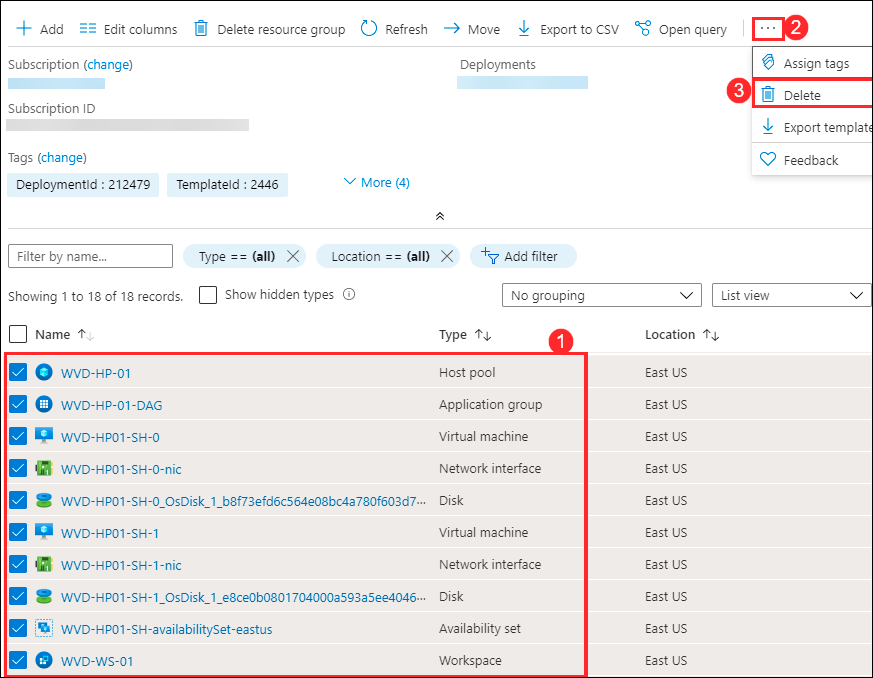 Add Edit columns Delete resource group Refresh Move Export to CSV Open query ... 2
Subscription (change) Deployments Assign tags
3 Delete
Subscription ID
Export template
Tags (change) Feedback
DeploymentId : 212479 TemplateId : 2446 More (4)
Filter by name... Type == (all) Location == (all) Add filter
Showing 1 to 18 of 18 records. Show hidden types No grouping List view
Name Type 1 Location
WVD-HP-01 Host pool East US
WVD-HP-01-DAG Application group East US
WVD-HP01-SH-0 Virtual machine East US
WVD-HP01-SH-0-nic Network interface East US
WVD-HP01-SH-0_OsDisk_1_b8f73efd6c564e08bc4a780f603d7... Disk East US
WVD-HP01-SH-1 Virtual machine East US
WVD-HP01-SH-1-nic Network interface East US
WVD-HP01-SH-1_OsDisk_1_e8ce0b0801704000a593a5ee4046... Disk East US
WVD-HP01-SH-availabilitySet-eastus Availability set East US
WVD-WS-01 Workspace East US